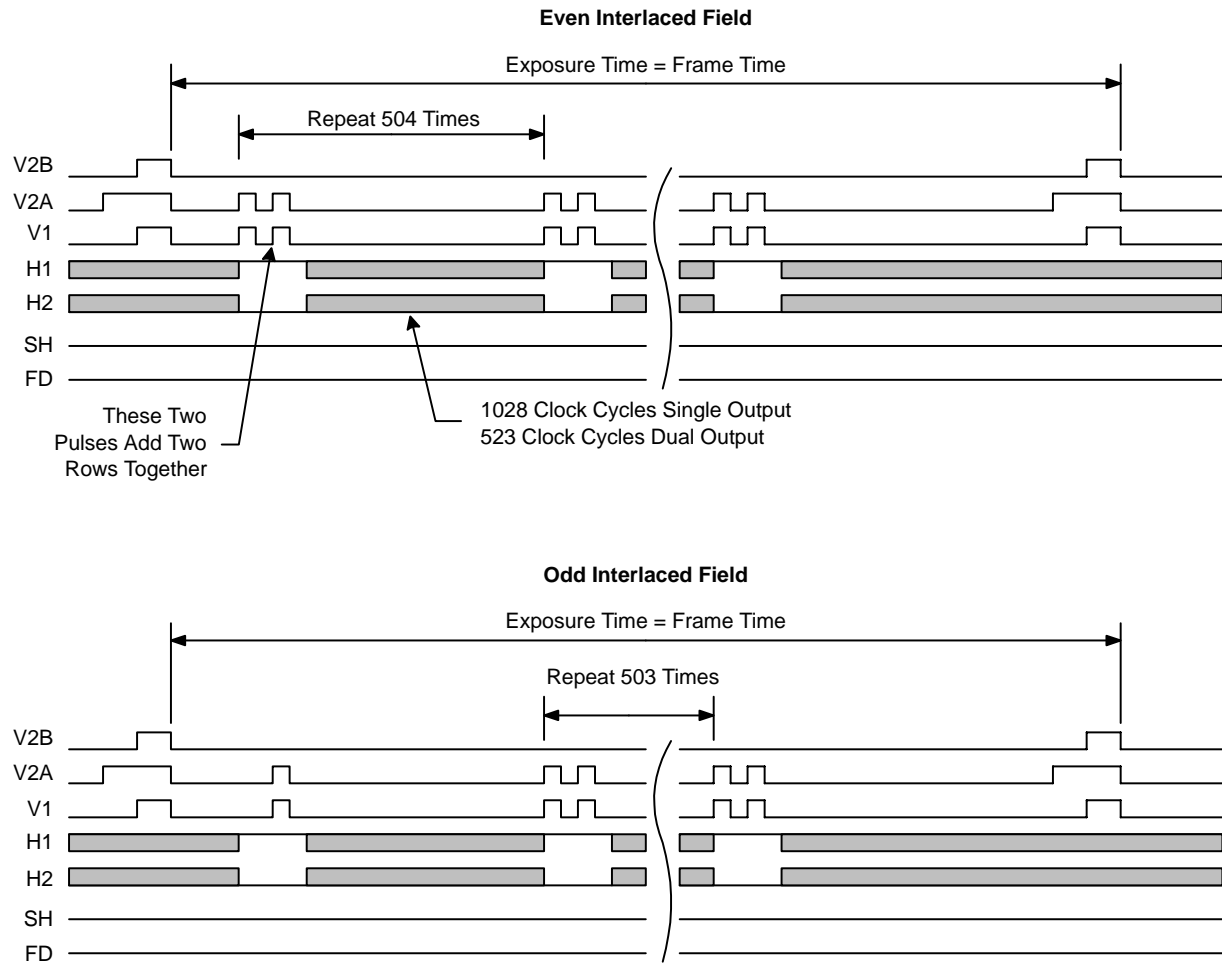 Even Interlaced Field
Exposure Time = Frame Time
Repeat 504 Times
V2B
V2A
V1
H1
H2
SH
FD
These Two
Pulses Add Two
Rows Together
1028 Clock Cycles Single Output
523 Clock Cycles Dual Output
Odd Interlaced Field
Exposure Time = Frame Time
Repeat 503 Times
V2B
V2A
V1
H1
H2
SH
FD